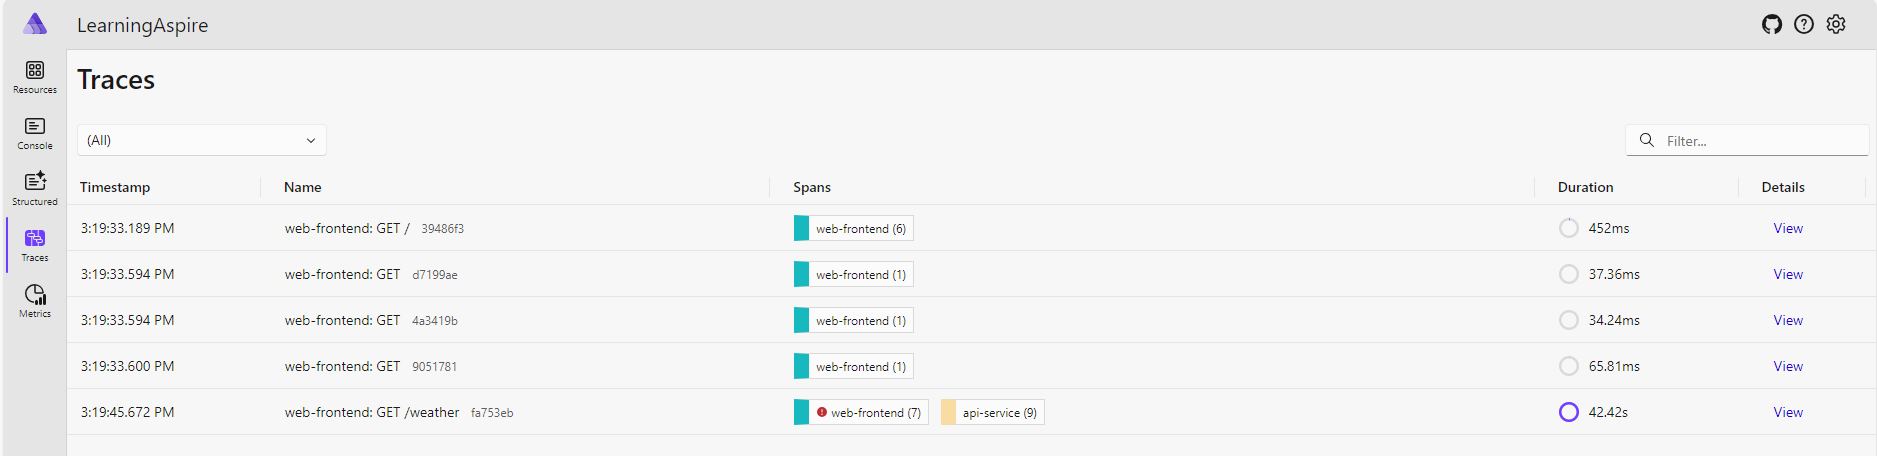 LearningAspire
Resources
Console
Structured
Traces
Metrics
Traces
(All)
Filter...
Timestamp Name Spans Duration Details
3:19:33.189 PM web-frontend: GET / 39486f3 web-frontend (6) 452ms View
3:19:33.594 PM web-frontend: GET d7199ae web-frontend (1) 37.36ms View
3:19:33.594 PM web-frontend: GET 4a3419b web-frontend (1) 34.24ms View
3:19:33.600 PM web-frontend: GET 9051781 web-frontend (1) 65.81ms View
3:19:45.672 PM web-frontend: GET /weather fa753eb web-frontend (7) api-service (9) 42.42s View